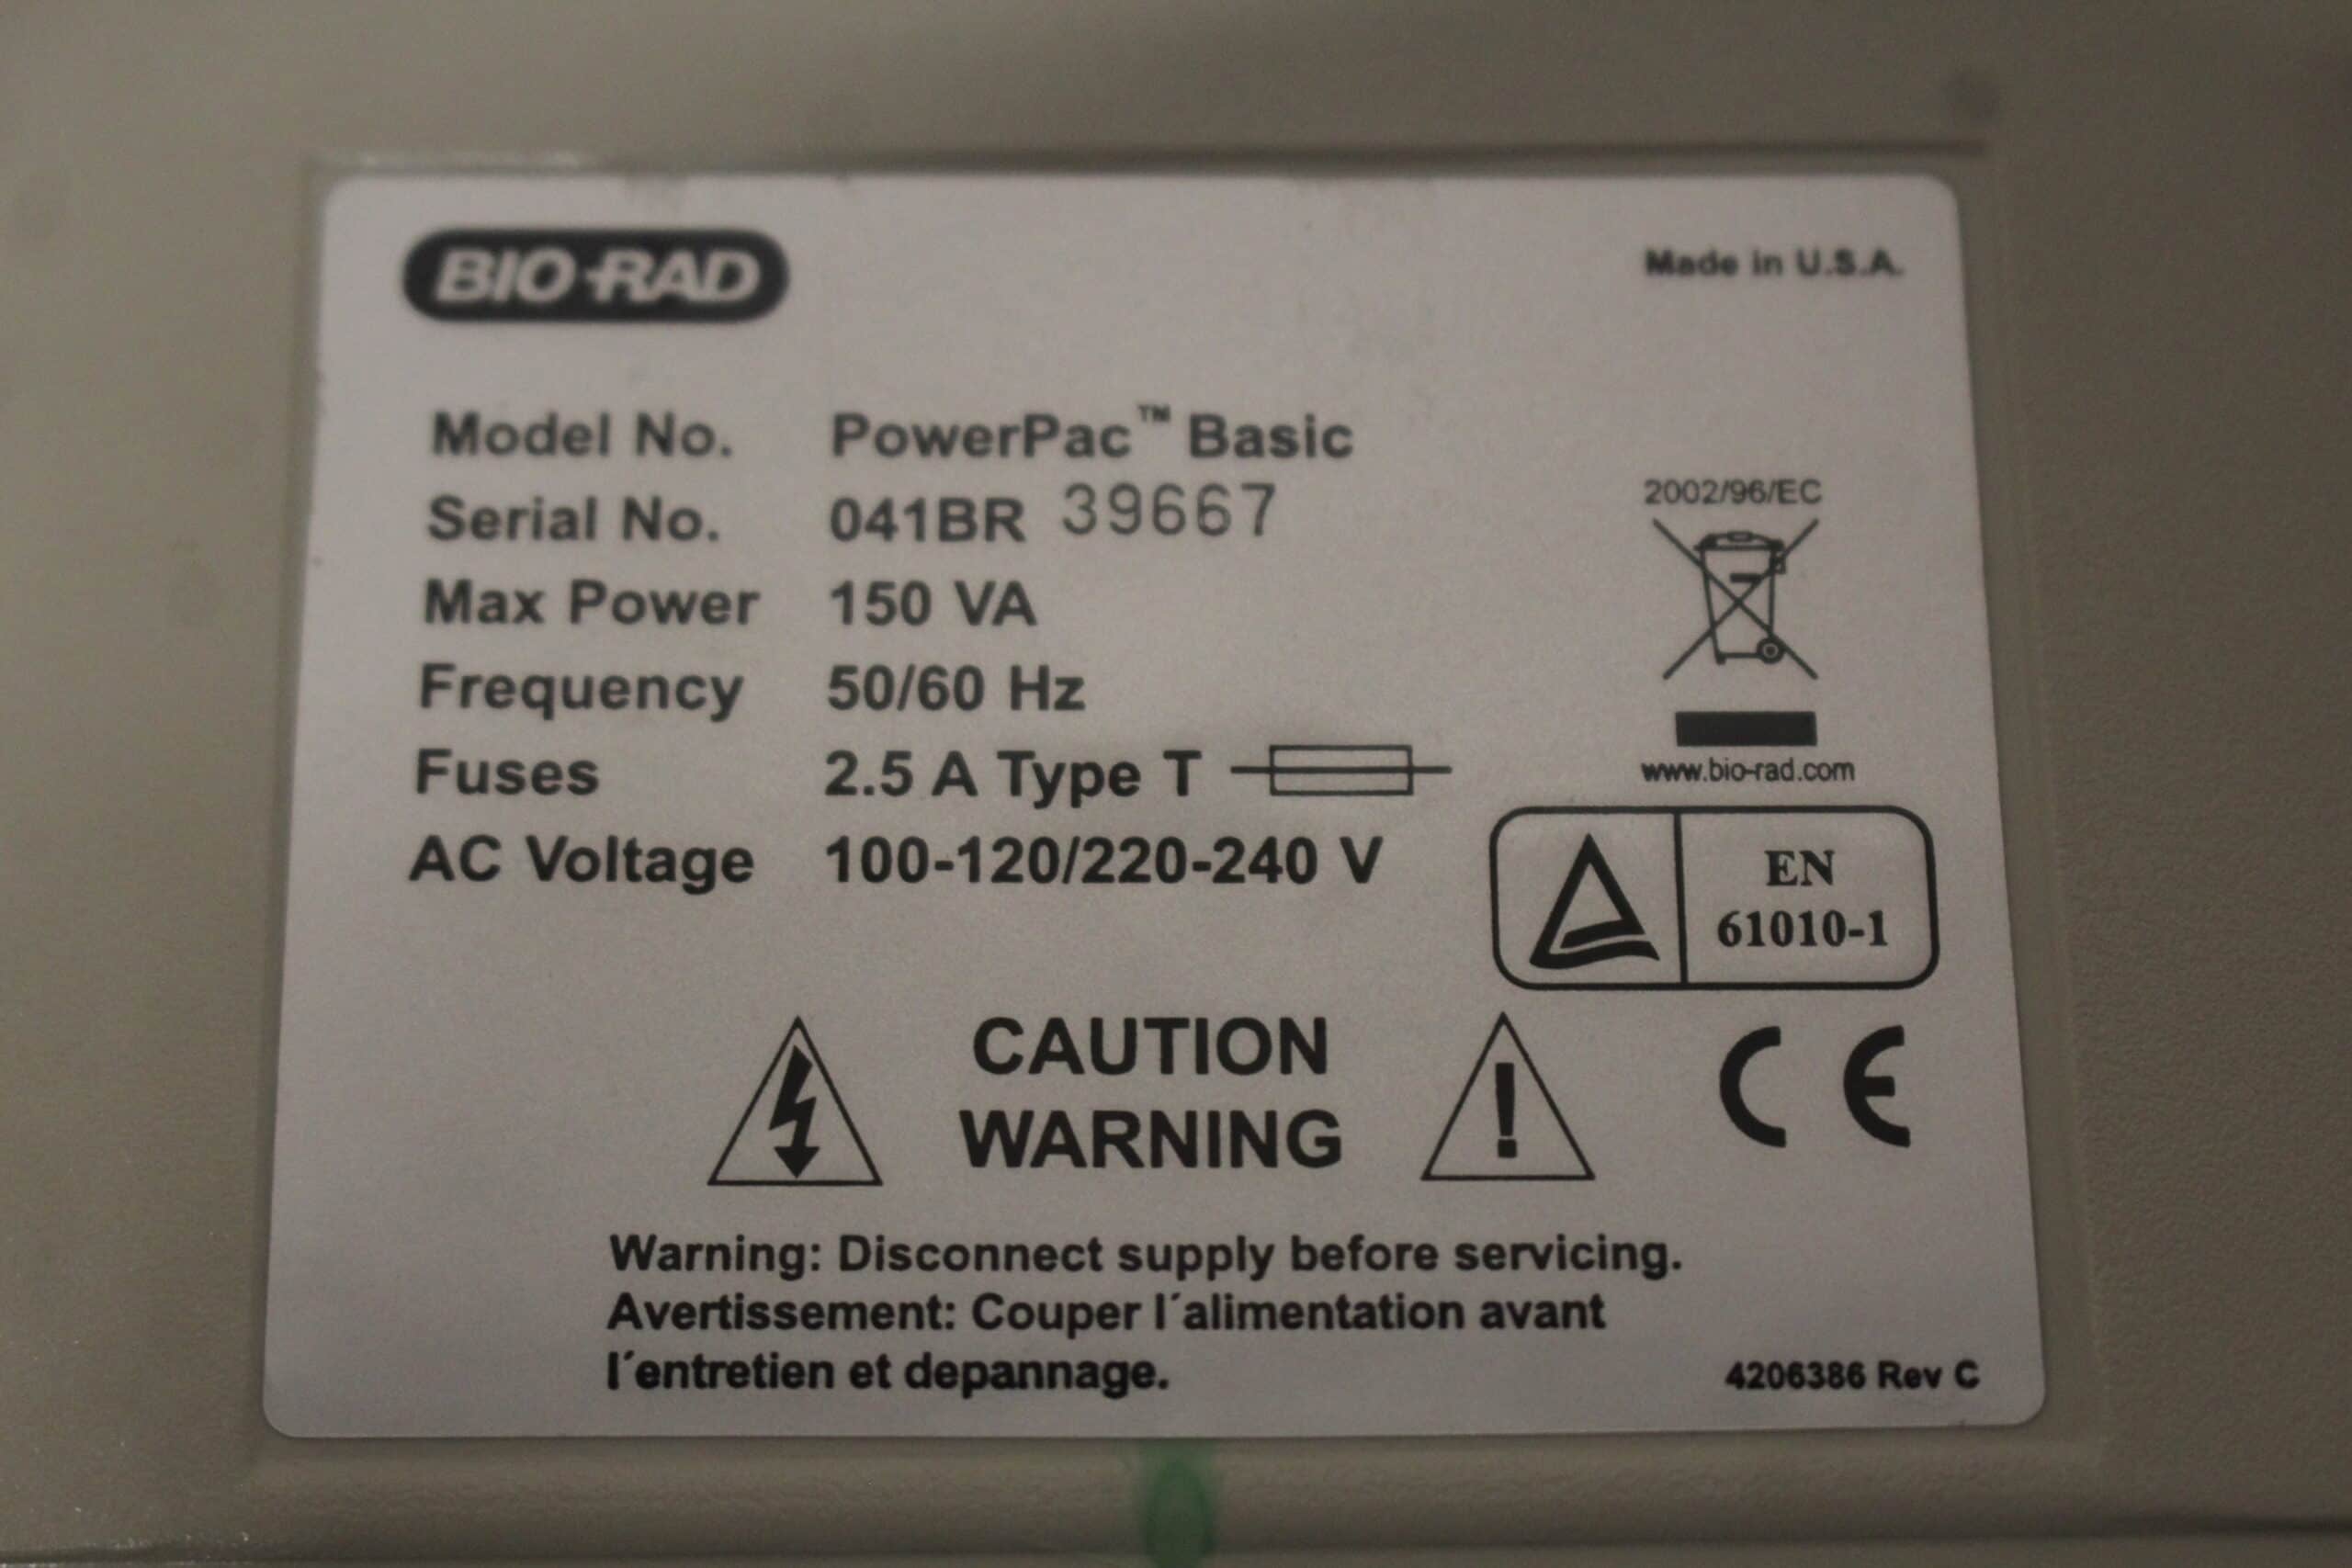 BIO-RAD
Made in U.S.A.
Model No. PowerPac™ Basic
Serial No. 041BR 39667
Max Power 150 VA
Frequency 50/60 Hz
Fuses 2.5 A Type T
AC Voltage 100-120/220-240 V
2002/96/EC
www.bio-rad.com
EN
61010-1
CAUTION
WARNING
!
CE
Warning: Disconnect supply before servicing.
Avertissement: Couper l´alimentation avant
l´entretien et depannage.
4206386 Rev C